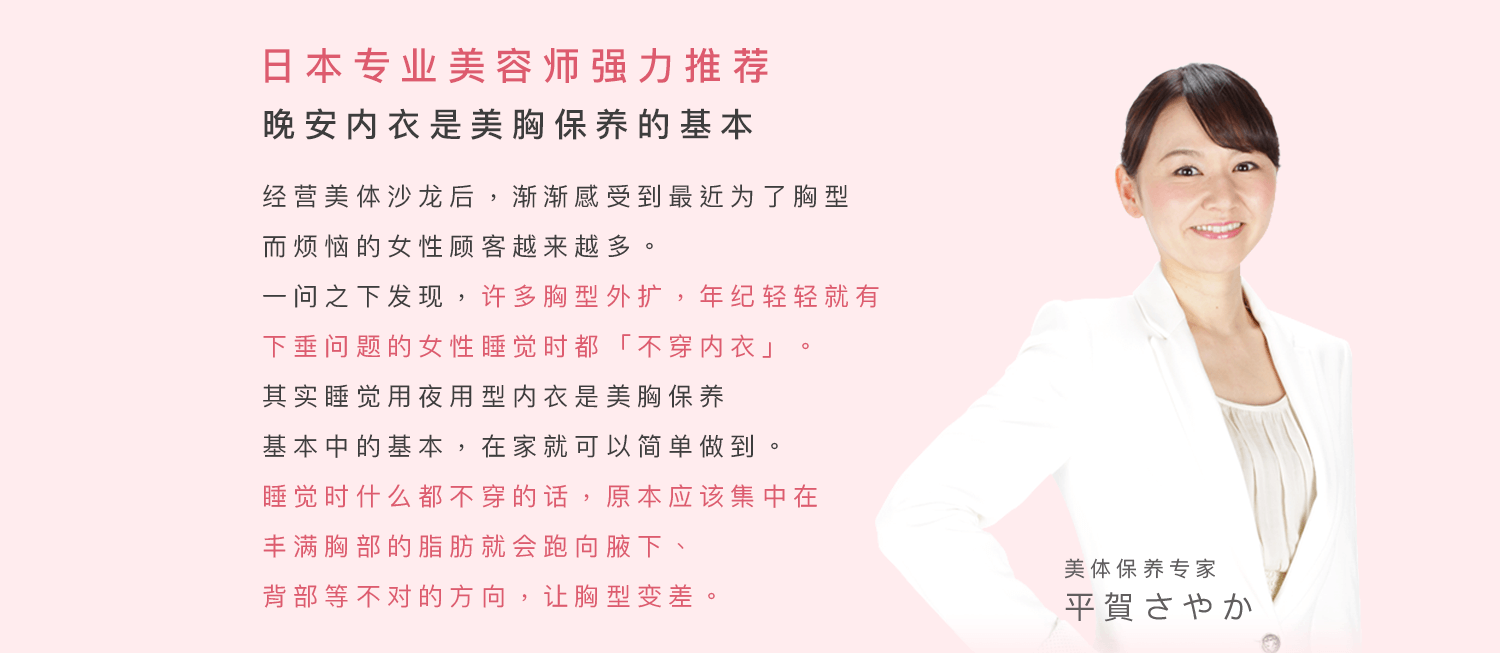 日本专业美容师强力推荐
晚安内衣是美胸保养的基本
经营美体沙龙后，渐渐感受到最近为了胸型
而烦恼的女性顾客越来越多。
一问之下发现，许多胸型外扩，年纪轻轻就有
下垂问题的女性睡觉时都「不穿内衣」。
其实睡觉用夜用型内衣是美胸保养
基本中的基本，在家就可以简单做到。
睡觉时什么都不穿的话，原本应该集中在
丰满胸部的脂肪就会跑向腋下、
背部等不对的方向，让胸型变差。
美体保养专家
平賀さやか